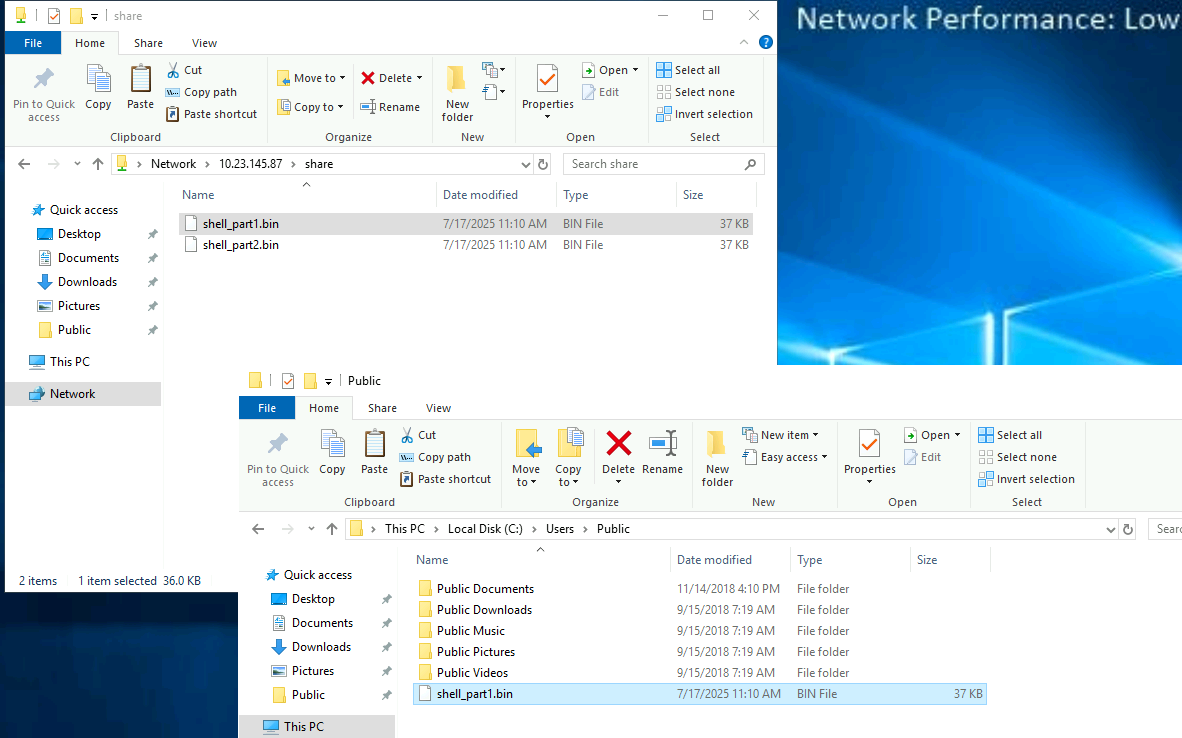 share
Network Performance: Low
File Home Share View
Pin to Quick access
Copy
Paste
Cut
Copy path
Paste shortcut
Clipboard
Move to
Copy to
Delete
Rename
Organize
New folder
New
Properties
Open
Edit
Open
Select all
Select none
Invert selection
Select
Network 10.23.145.87 share
Search share
Name Date modified Type Size
shell_part1.bin 7/17/2025 11:10 AM BIN File 37 KB
shell_part2.bin 7/17/2025 11:10 AM BIN File 37 KB
Quick access
Desktop
Documents
Downloads
Pictures
Public
This PC
Network
2 items 1 item selected 36.0 KB
Public
File Home Share View
Pin to Quick access
Copy
Paste
Cut
Copy path
Paste shortcut
Clipboard
Move to
Copy to
Delete
Rename
Organize
New folder
New item
Easy access
New
Properties
Open
Edit
Open
Select all
Select none
Invert selection
Select
This PC Local Disk (C:) Users Public
Name Date modified Type Size
Public Documents 11/14/2018 4:10 PM File folder
Public Downloads 9/15/2018 7:19 AM File folder
Public Music 9/15/2018 7:19 AM File folder
Public Pictures 9/15/2018 7:19 AM File folder
Public Videos 9/15/2018 7:19 AM File folder
shell_part1.bin 7/17/2025 11:10 AM BIN File 37 KB
Quick access
Desktop
Documents
Downloads
Pictures
Public
This PC